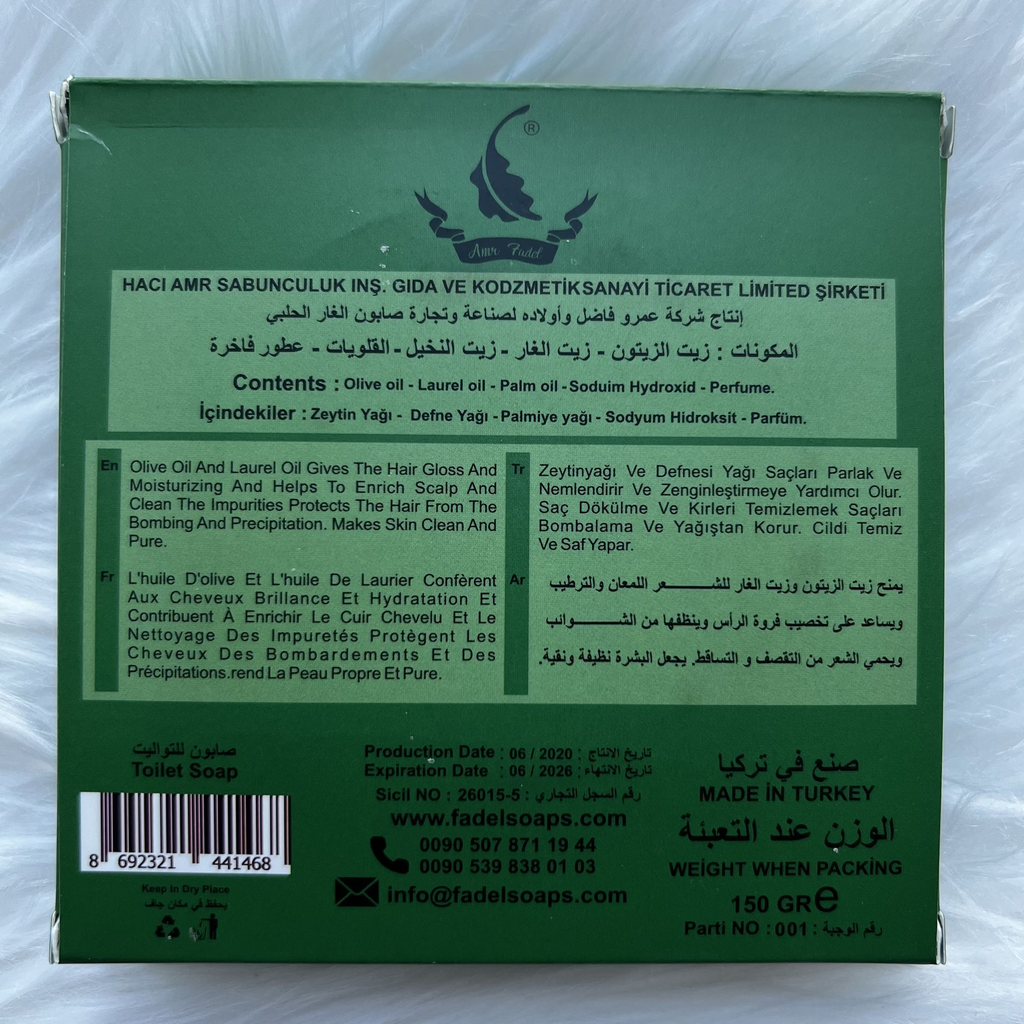 ®
Amr Fadel
HACI AMR SABUNCULUK INŞ. GIDA VE KODZMETİK SANAYİ TİCARET LİMİTED ŞİRKETİ
إنتاج شركة عمرو فاضل وأولاده لصناعة وتجارة صابون الغار الحلبي
المكونات : زيت الزيتون - زيت الغار - زيت النخيل - القلويات - عطور فاخرة
Contents : Olive oil - Laurel oil - Palm oil - Soduim Hydroxid - Perfume.
İçindekiler : Zeytin Yağı - Defne Yağı - Palmiye yağı - Sodyum Hidroksit - Parfüm.
En
Olive Oil And Laurel Oil Gives The Hair Gloss And
Moisturizing And Helps To Enrich Scalp And
Clean The Impurities Protects The Hair From The
Bombing And Precipitation. Makes Skin Clean And
Pure.
Tr
Zeytinyağı Ve Defnesi Yağı Saçları Parlak Ve
Nemlendir Ve Zenginleştirmeye Yardımcı Olur.
Saç Dökülme Ve Kirleri Temizlemek Saçları
Bombalama Ve Yağıştan Korur. Cildi Temiz
Ve Saf Yapar.
Fr
L'huile D'olive Et L'huile De Laurier Confèrent
Aux Cheveux Brillance Et Hydratation Et
Contribuent À Enrichir Le Cuir Chevelu Et Le
Nettoyage Des Impuretés Protègent Les
Cheveux Des Bombardements Et Des
Précipitations.rend La Peau Propre Et Pure.
Ar
يمنح زيت الزيتون وزيت الغار للشـــــــعر اللمعان والترطيب
ويساعد على تخصيب فروة الرأس وينظفها من الشـــــــوائب
ويحمي الشعر من التقصف و التساقط. يجعل البشرة نظيفة ونقية.
صابون للتواليت
Toilet Soap
8 692321 441468
Keep In Dry Place
يحفظ في مكان جاف
Production Date : 06 / 2020 : تاريخ الانتاج
Expiration Date : 06 / 2026 : تاريخ الانتهاء
Sicil NO : 26015-5 : رقم السجل التجاري
www.fadelsoaps.com
0090 507 871 19 44
0090 539 838 01 03
info@fadelsoaps.com
صنع في تركيا
MADE İN TURKEY
الوزن عند التعبئة
WEİGHT WHEN PACKİNG
150 GR e
Parti NO : 001 : رقم الوجبة